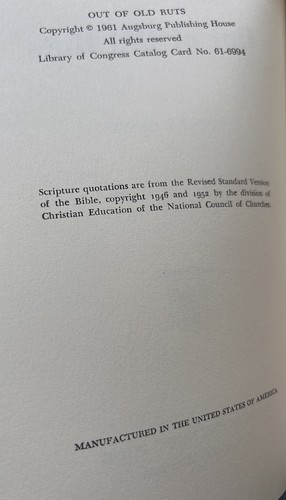 OUT OF OLD RUTS
Copyright © 1961 Augsburg Publishing House
All rights reserved
Library of Congress Catalog Card No. 61-6994
Scripture quotations are from the Revised Standard Version
of the Bible, copyright 1946 and 1952 by the division of
Christian Education of the National Council of Churches.
MANUFACTURED IN THE UNITED STATES OF AMERICA